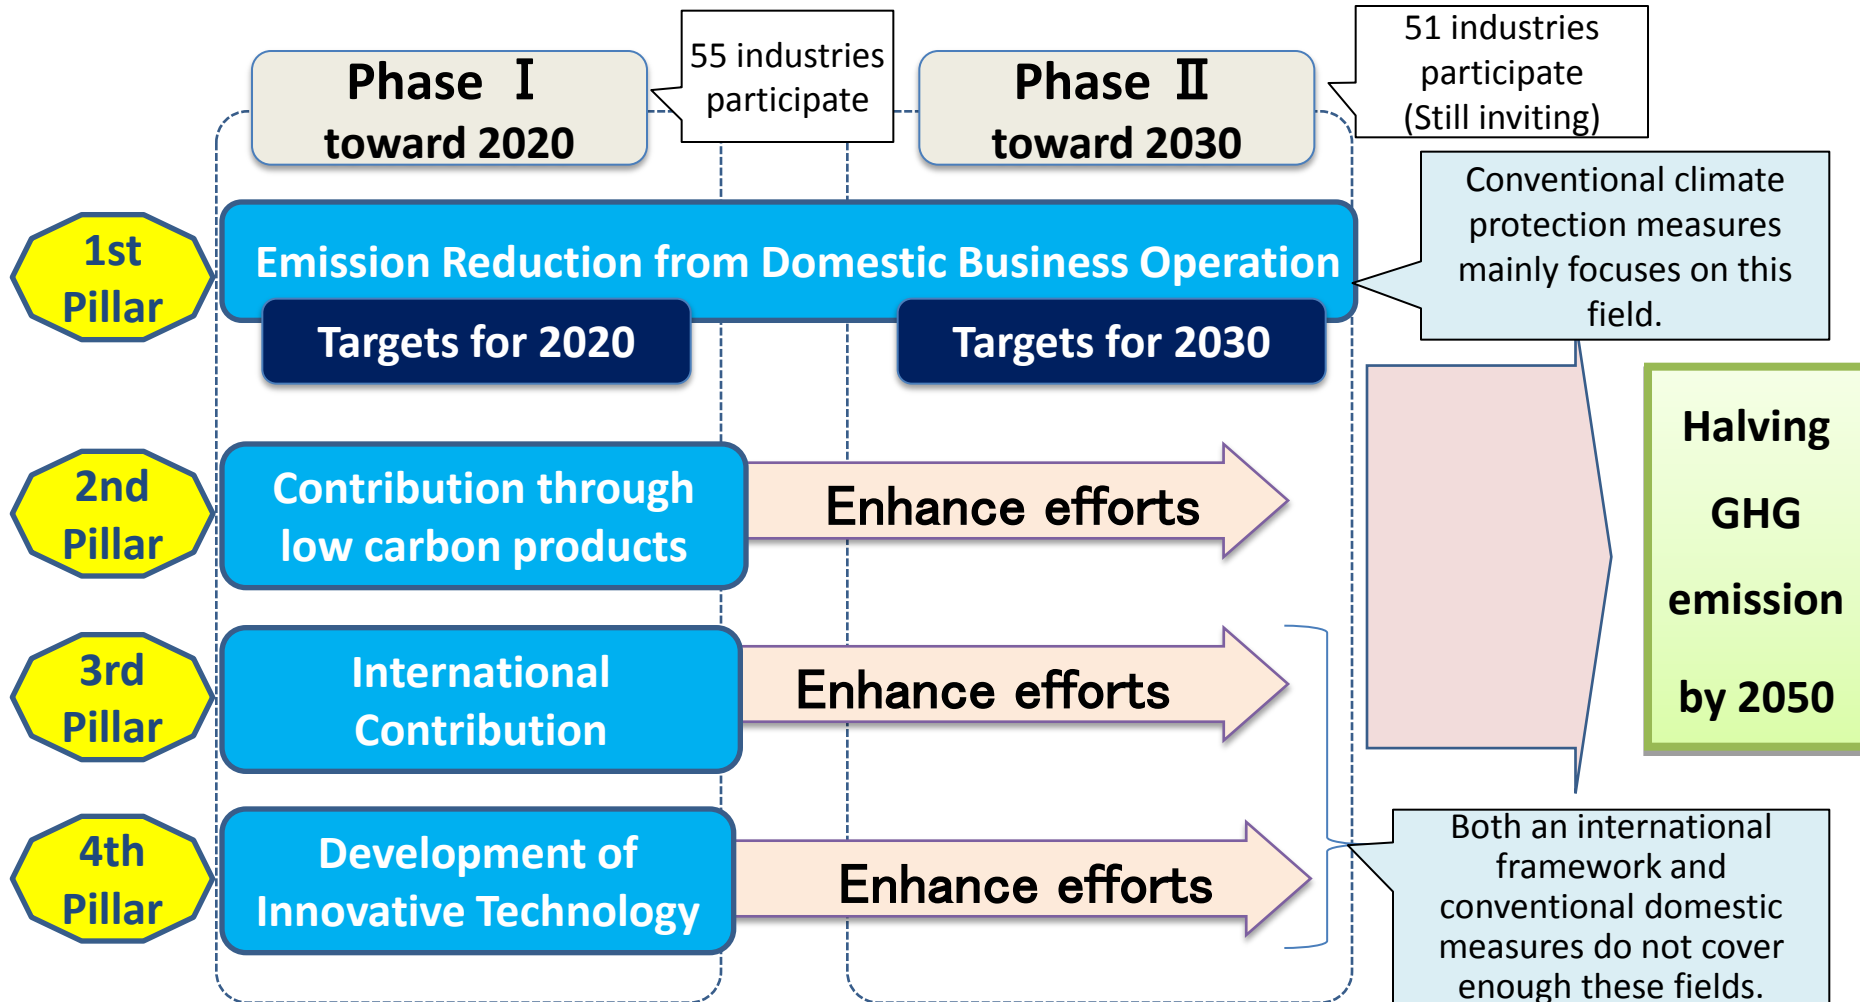 Phase Ⅰ
toward 2020
55 industries
participate
Phase Ⅱ
toward 2030
51 industries
participate
(Still inviting)
1st
Pillar
Emission Reduction from Domestic Business Operation
Targets for 2020
Targets for 2030
Conventional climate
protection measures
mainly focuses on this
field.
2nd
Pillar
Contribution through
low carbon products
Enhance efforts
3rd
Pillar
International
Contribution
Enhance efforts
4th
Pillar
Development of
Innovative Technology
Enhance efforts
Halving
GHG
emission
by 2050
Both an international
framework and
conventional domestic
measures do not cover
enough these fields.